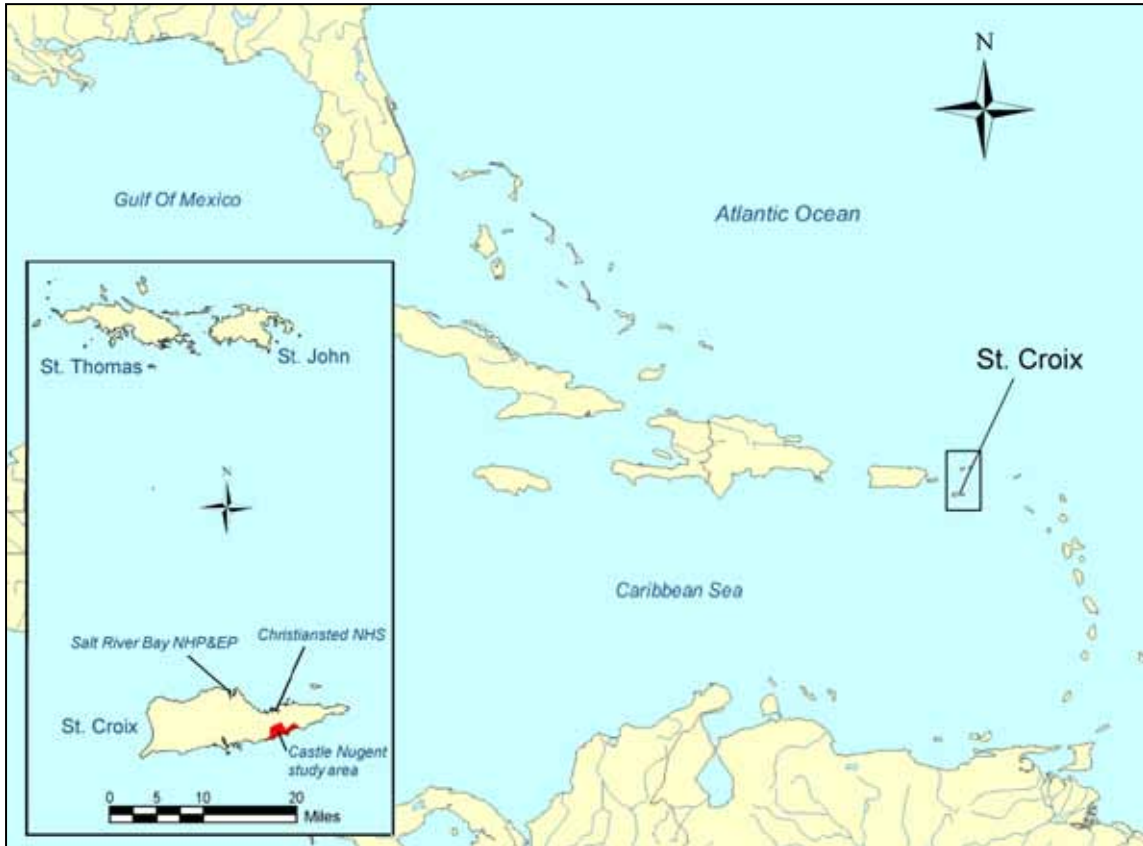 N
Gulf Of Mexico
Atlantic Ocean
St. Croix
Caribbean Sea
St. Thomas
St. John
N
Salt River Bay NHP&EP
Christiansted NHS
St. Croix
Castle Nugent
study area
0 5 10 20
Miles